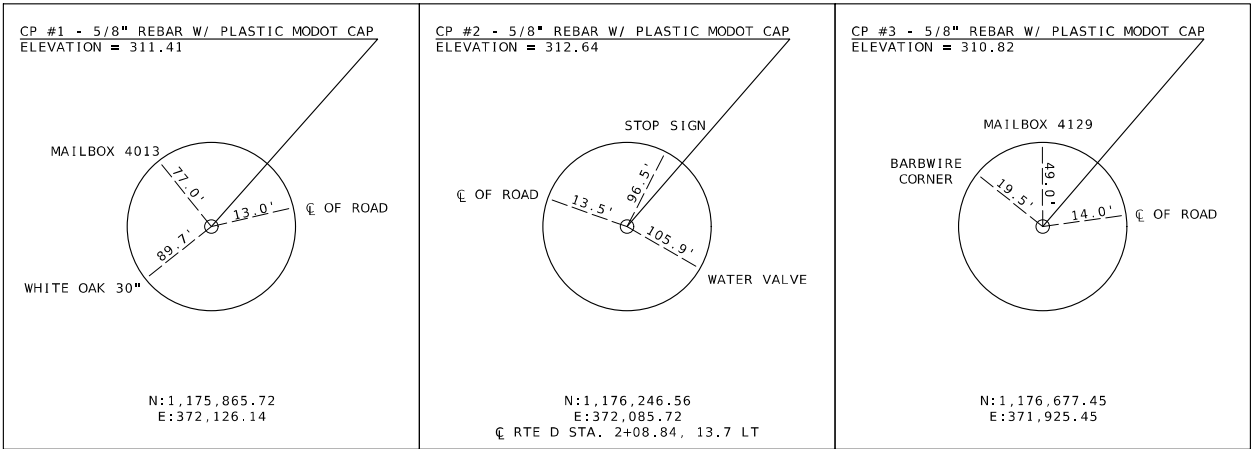 CP #1 - 5/8" REBAR W/ PLASTIC MODOT CAP
ELEVATION = 311.41
MAILBOX 4013
77.0'
13.0'
℄ OF ROAD
89.7'
WHITE OAK 30"
N:1,175,865.72
E:372,126.14
CP #2 - 5/8" REBAR W/ PLASTIC MODOT CAP
ELEVATION = 312.64
STOP SIGN
96.5'
℄ OF ROAD
13.5'
105.9'
WATER VALVE
N:1,176,246.56
E:372,085.72
℄ RTE D STA. 2+08.84, 13.7 LT
CP #3 - 5/8" REBAR W/ PLASTIC MODOT CAP
ELEVATION = 310.82
MAILBOX 4129
BARBWIRE
CORNER
49.0'
19.5'
14.0'
℄ OF ROAD
N:1,176,677.45
E:371,925.45